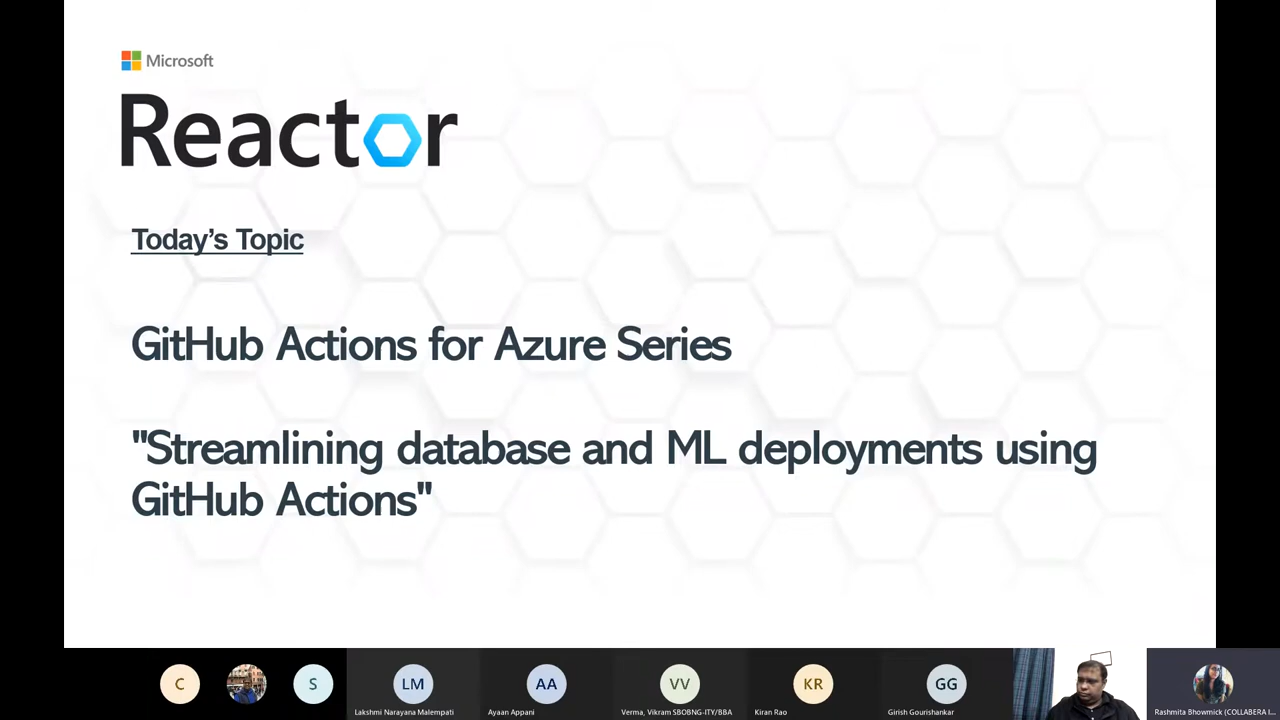 Microsoft
Reactor
Today's Topic
GitHub Actions for Azure Series
"Streamlining database and ML deployments using
GitHub Actions"
C
S
LM
AA
VV
KR
GG
Lakshmi Narayana Malempati
Ayaan Appani
Verma, Vikram SBOBNG-ITY/BBA
Kiran Rao
Girish Gourishankar
Rashmita Bhowmick (COLLABERA I...